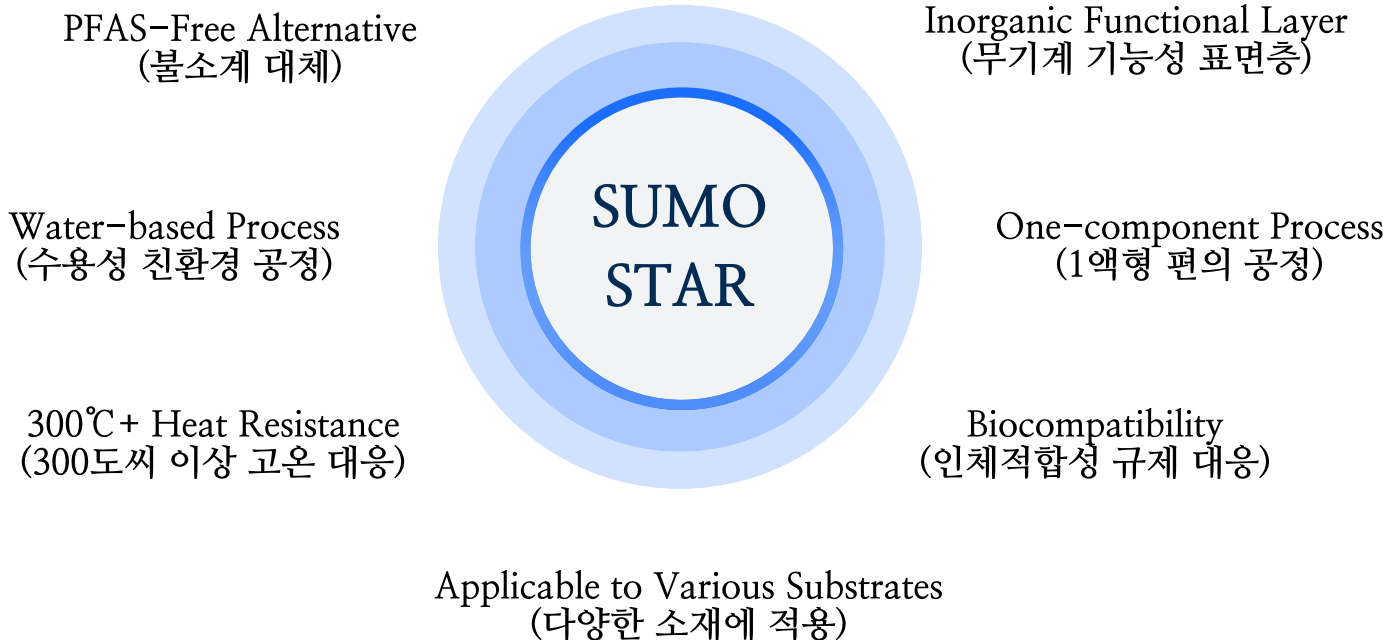 PFAS-Free Alternative
(불소계 대체)
Inorganic Functional Layer
(무기계 기능성 표면층)
SUMO
STAR
Water-based Process
(수용성 친환경 공정)
One-component Process
(1액형 편의 공정)
300℃+ Heat Resistance
(300도씨 이상 고온 대응)
Biocompatibility
(인체적합성 규제 대응)
Applicable to Various Substrates
(다양한 소재에 적용)